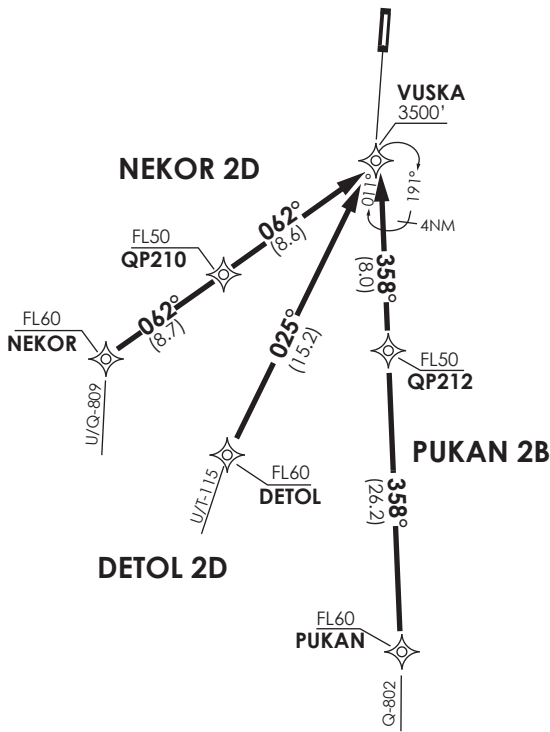 VUSKA
3500'
NEKOR 2D
011°
191°
4NM
062°
(8.6)
FL50
QP210
358°
(8.0)
062°
(8.7)
FL60
NEKOR
025°
(15.2)
FL50
QP212
U/Q-809
PUKAN 2B
U/T-115
FL60
DETOL
358°
(26.2)
DETOL 2D
FL60
PUKAN
Q-802